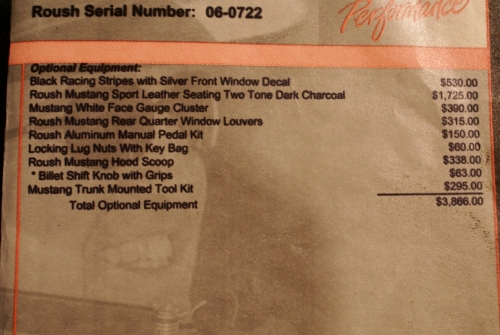 Roush Serial Number: 06-0722
Performance
Optional Equipment:
Black Racing Stripes with Silver Front Window Decal $530.00
Roush Mustang Sport Leather Seating Two Tone Dark Charcoal $1,725.00
Mustang White Face Gauge Cluster $390.00
Roush Mustang Rear Quarter Window Louvers $315.00
Roush Aluminum Manual Pedal Kit $150.00
Locking Lug Nuts With Key Bag $60.00
Roush Mustang Hood Scoop $338.00
* Billet Shift Knob with Grips $63.00
Mustang Trunk Mounted Tool Kit $295.00
Total Optional Equipment $3,866.00